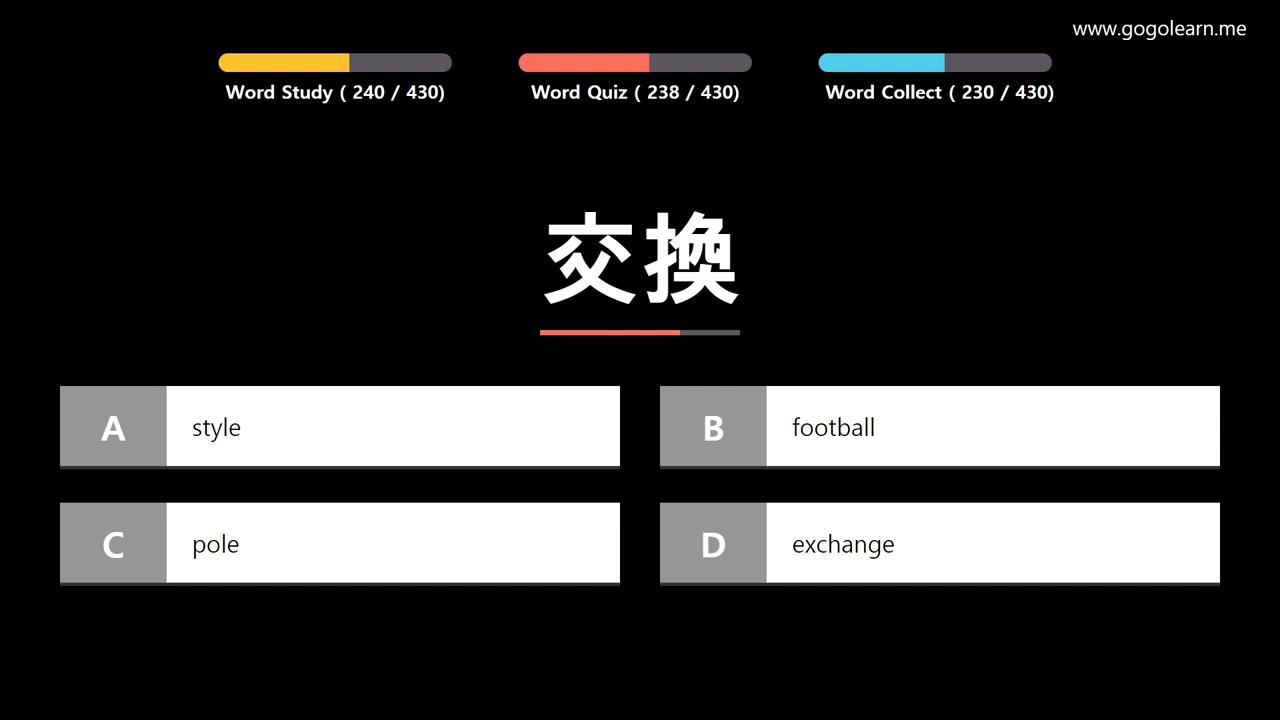 www.gogolearn.me
Word Study ( 240 / 430)
Word Quiz ( 238 / 430)
Word Collect ( 230 / 430)
交換
A style
B football
C pole
D exchange